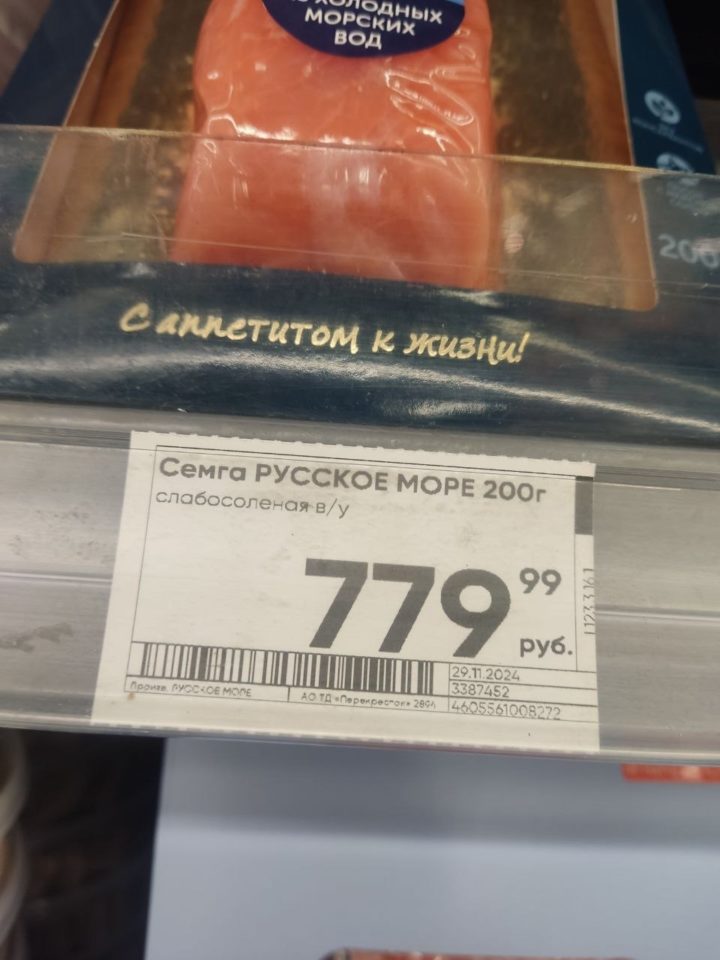 ХОЛОДНЫХ
МОРСКИХ
ВОД
200
С аппетитом к жизни!
Семга РУССКОЕ МОРЕ 200г
слабосоленая в/у
779 99
руб.
29.11.2024
Произв. РУССКОЕ МОРЕ
АО ТД «Перекресток»
3387452
4605561008272